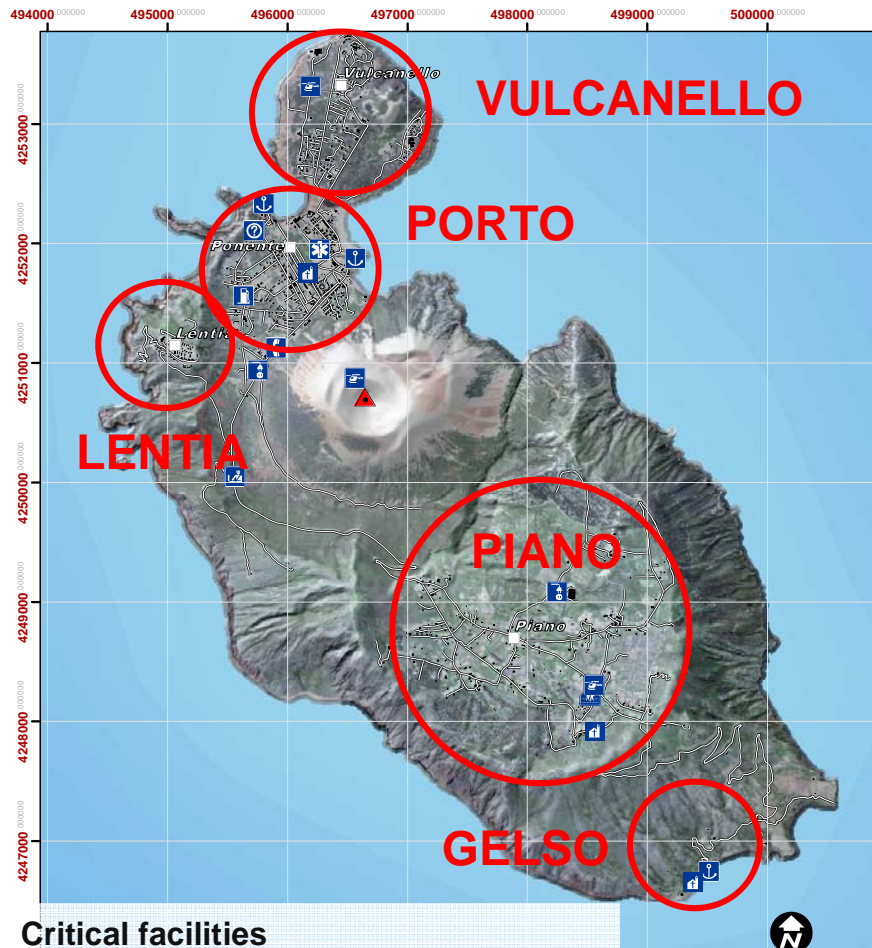 494000.000000 495000.000000 496000.000000 497000.000000 498000.000000 499000.000000 500000.000000
4253000.000000
4252000.000000
4251000.000000
4250000.000000
4249000.000000
4248000.000000
4247000.000000
Vulcanello
VULCANELLO
PORTO
Ponente
Lentia
LENTIA
PIANO
Piano
GELSO
Critical facilities
N